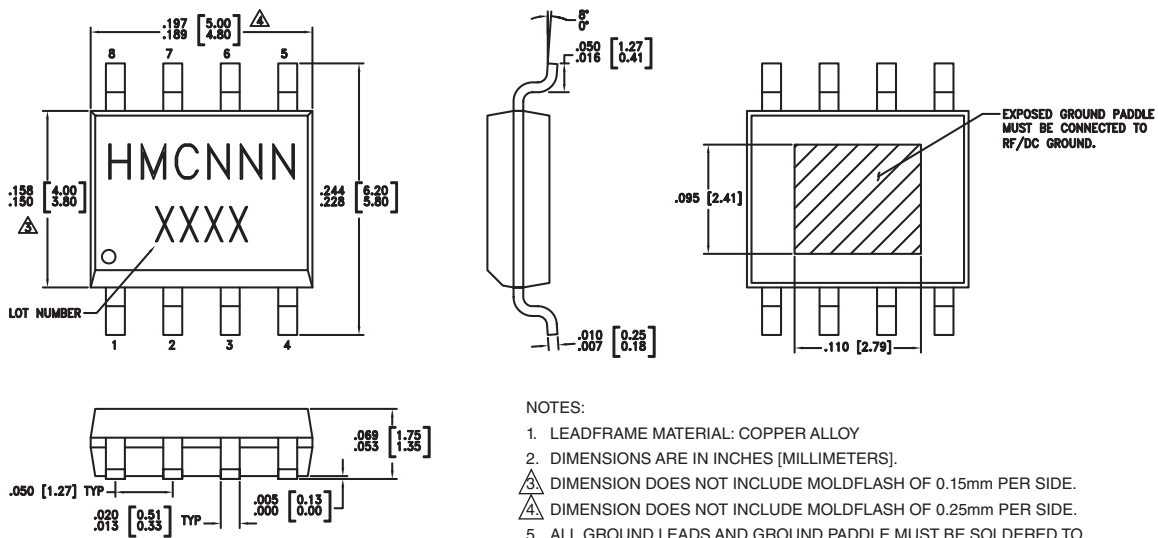 .197 [5.00] 4
.189 [4.80]
8 7 6 5
HMCNNN
XXXX
.158 [4.00]
.150 [3.80]
3
.244 [6.20]
.228 [5.80]
LOT NUMBER
1 2 3 4
8°
0°
.050 [1.27]
.016 [0.41]
.010 [0.25]
.007 [0.18]
EXPOSED GROUND PADDLE
MUST BE CONNECTED TO
RF/DC GROUND.
.095 [2.41]
.110 [2.79]
.069 [1.75]
.053 [1.35]
.050 [1.27] TYP
.020 [0.51] TYP
.013 [0.33]
.005 [0.13]
.000 [0.00]
NOTES:
1. LEADFRAME MATERIAL: COPPER ALLOY
2. DIMENSIONS ARE IN INCHES [MILLIMETERS].
3. DIMENSION DOES NOT INCLUDE MOLDFLASH OF 0.15mm PER SIDE.
4. DIMENSION DOES NOT INCLUDE MOLDFLASH OF 0.25mm PER SIDE.
5. ALL GROUND LEADS AND GROUND PADDLE MUST BE SOLDERED TO